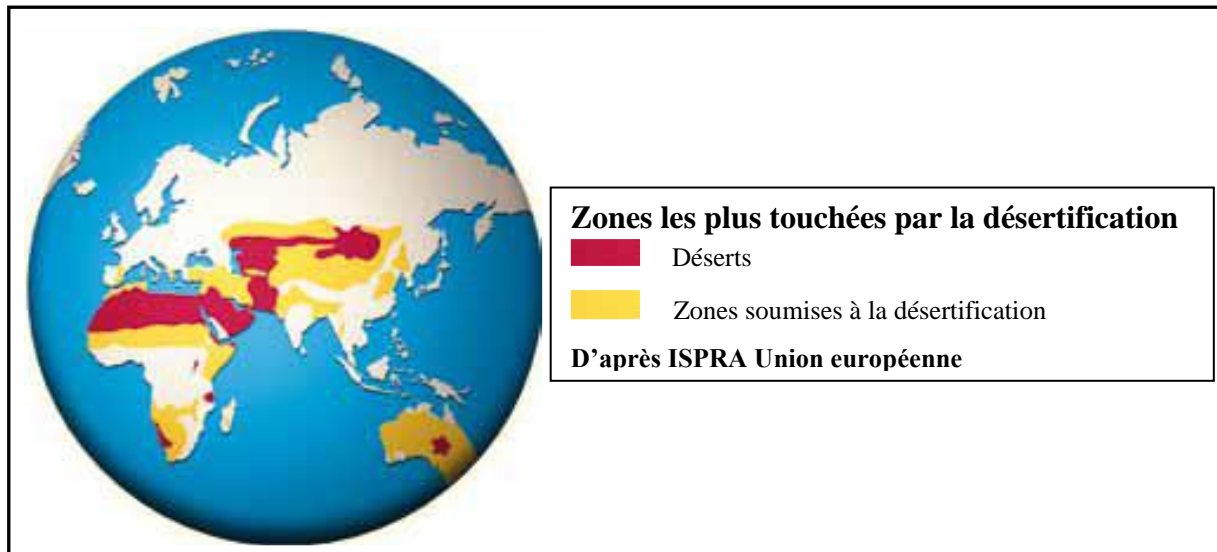 Zones les plus touchées par la désertification
Déserts
Zones soumises à la désertification
D'après ISPRA Union européenne